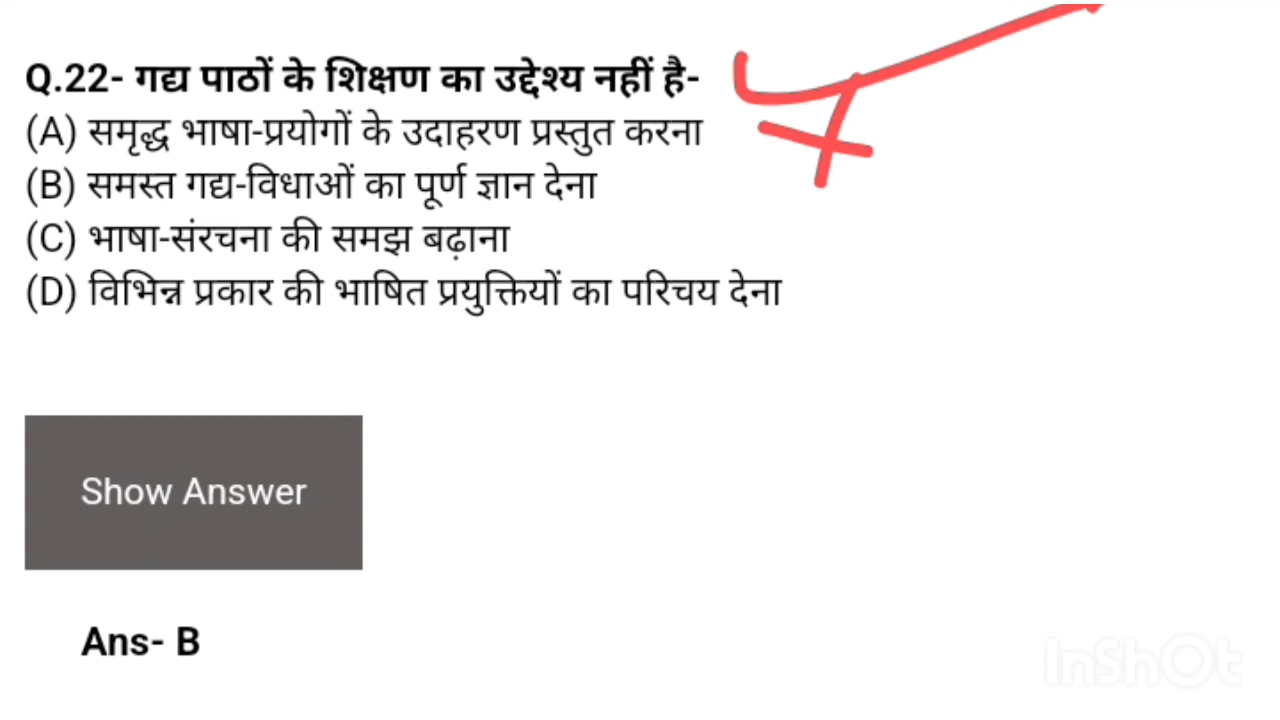 Q.22- गद्य पाठों के शिक्षण का उद्देश्य नहीं है-
(A) समृद्ध भाषा-प्रयोगों के उदाहरण प्रस्तुत करना
(B) समस्त गद्य-विधाओं का पूर्ण ज्ञान देना
(C) भाषा-संरचना की समझ बढ़ाना
(D) विभिन्न प्रकार की भाषित प्रयुक्तियों का परिचय देना
Show Answer
Ans- B
InShOt